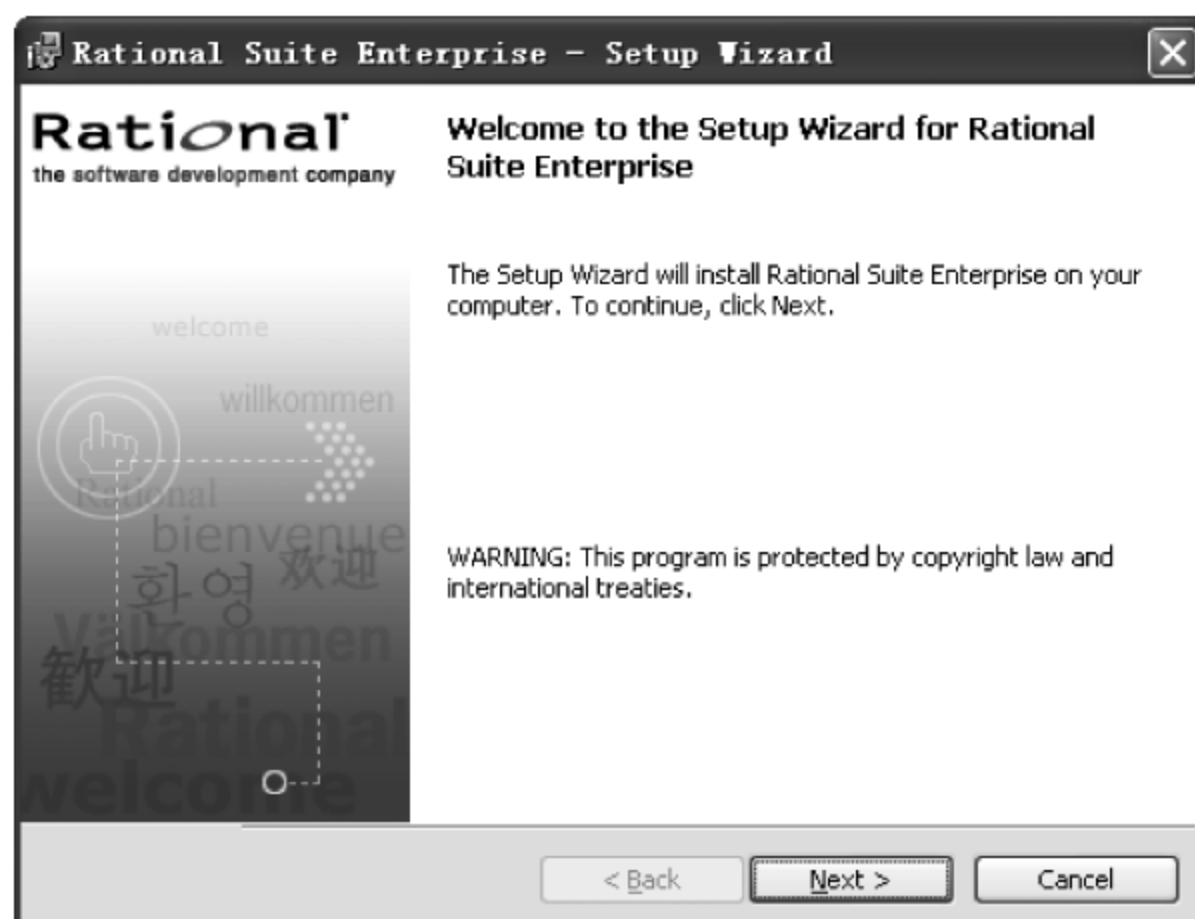 Rational Suite Enterprise - Setup Wizard
Rational
the software development company
Welcome to the Setup Wizard for Rational
Suite Enterprise
The Setup Wizard will install Rational Suite Enterprise on your
computer. To continue, click Next.
welcome
willkommen
Rational
bienvenue
欢迎
환영
Välkommen
歓迎
Rational
welcome
WARNING: This program is protected by copyright law and
international treaties.
< Back
Next >
Cancel